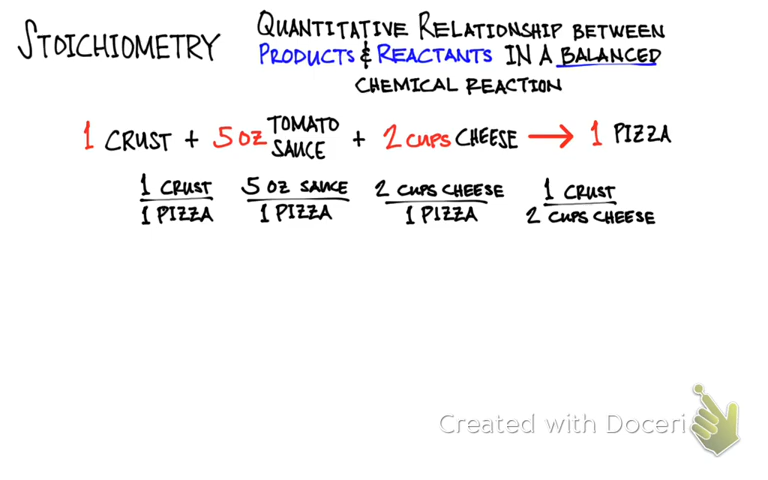 STOICHIOMETRY
QUANTITATIVE RELATIONSHIP BETWEEN
PRODUCTS & REACTANTS IN A BALANCED
CHEMICAL REACTION
1 CRUST + 5 OZ TOMATO SAUCE + 2 CUPS CHEESE → 1 PIZZA
1 CRUST 5 OZ SAUCE 2 CUPS CHEESE 1 CRUST
1 PIZZA 1 PIZZA 1 PIZZA 2 CUPS CHEESE
Created with Doceri